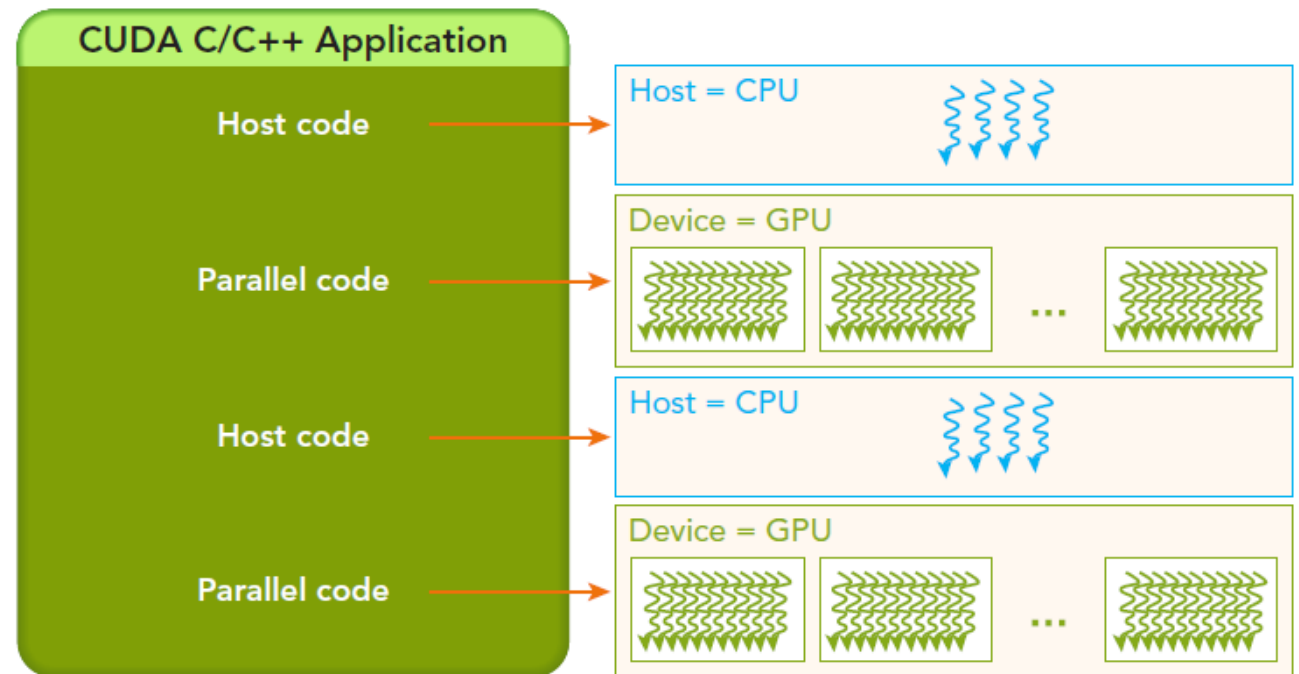 CUDA C/C++ Application
Host code
Host = CPU
Parallel code
Device = GPU
...
Host code
Host = CPU
Parallel code
Device = GPU
...